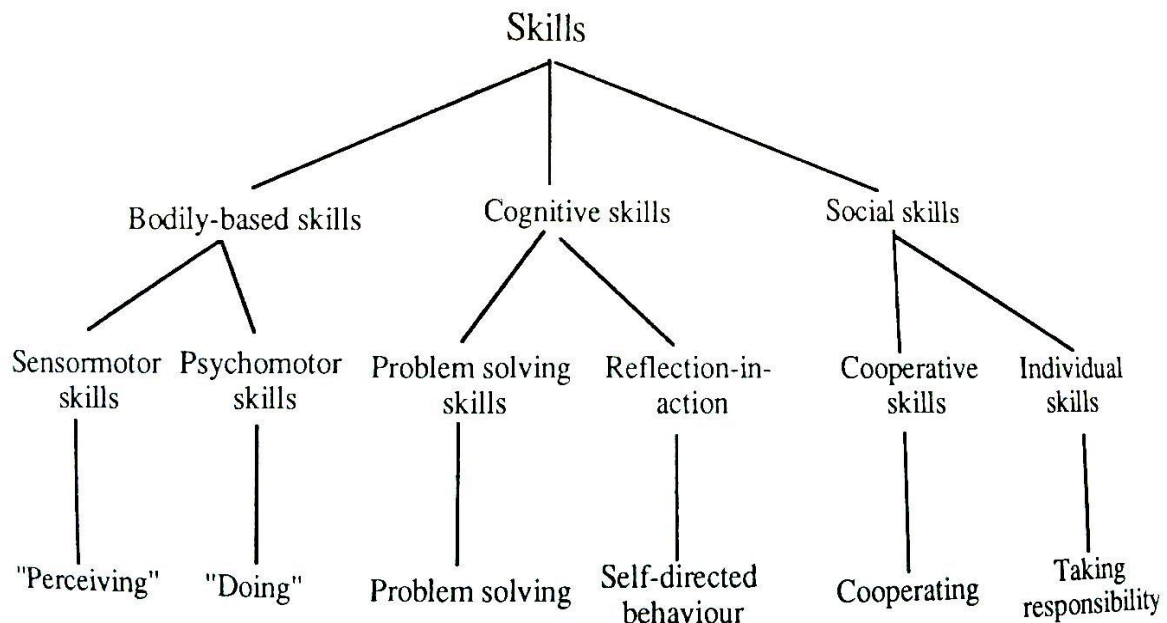 Skills
Bodily-based skills
Cognitive skills
Social skills
Sensormotor
skills
Psychomotor
skills
Problem solving
skills
Reflection-in-
action
Cooperative
skills
Individual
skills
"Perceiving"
"Doing"
Problem solving
Self-directed
behaviour
Cooperating
Taking
responsibility